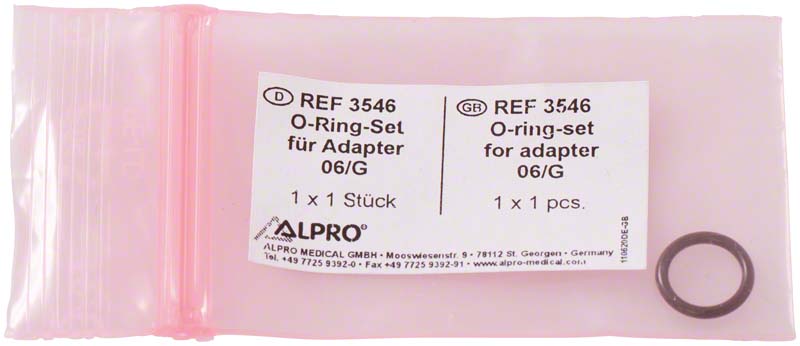 D REF 3546
O-Ring-Set
für Adapter
06/G
1 x 1 Stück
GB REF 3546
O-ring-set
for adapter
06/G
1 x 1 pcs.
ALPRO®
ALPRO MEDICAL GMBH • Mooswiesenstr. 9 • 78112 St. Georgen • Germany
Tel. +49 7725 9392-0 • Fax +49 7725 9392-91 • www.alpro-medical.com
110620DE-GB